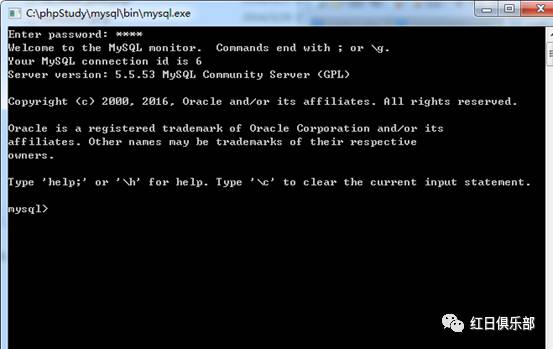 C:\phpStudy\mysql\bin\mysql.exe
Enter password: ****
Welcome to the MySQL monitor.  Commands end with ; or \g.
Your MySQL connection id is 6
Server version: 5.5.53 MySQL Community Server (GPL)
Copyright (c) 2000, 2016, Oracle and/or its affiliates. All rights reserved.
Oracle is a registered trademark of Oracle Corporation and/or its
affiliates. Other names may be trademarks of their respective
owners.
Type 'help;' or '\h' for help. Type '\c' to clear the current input statement.
mysql>
红日俱乐部